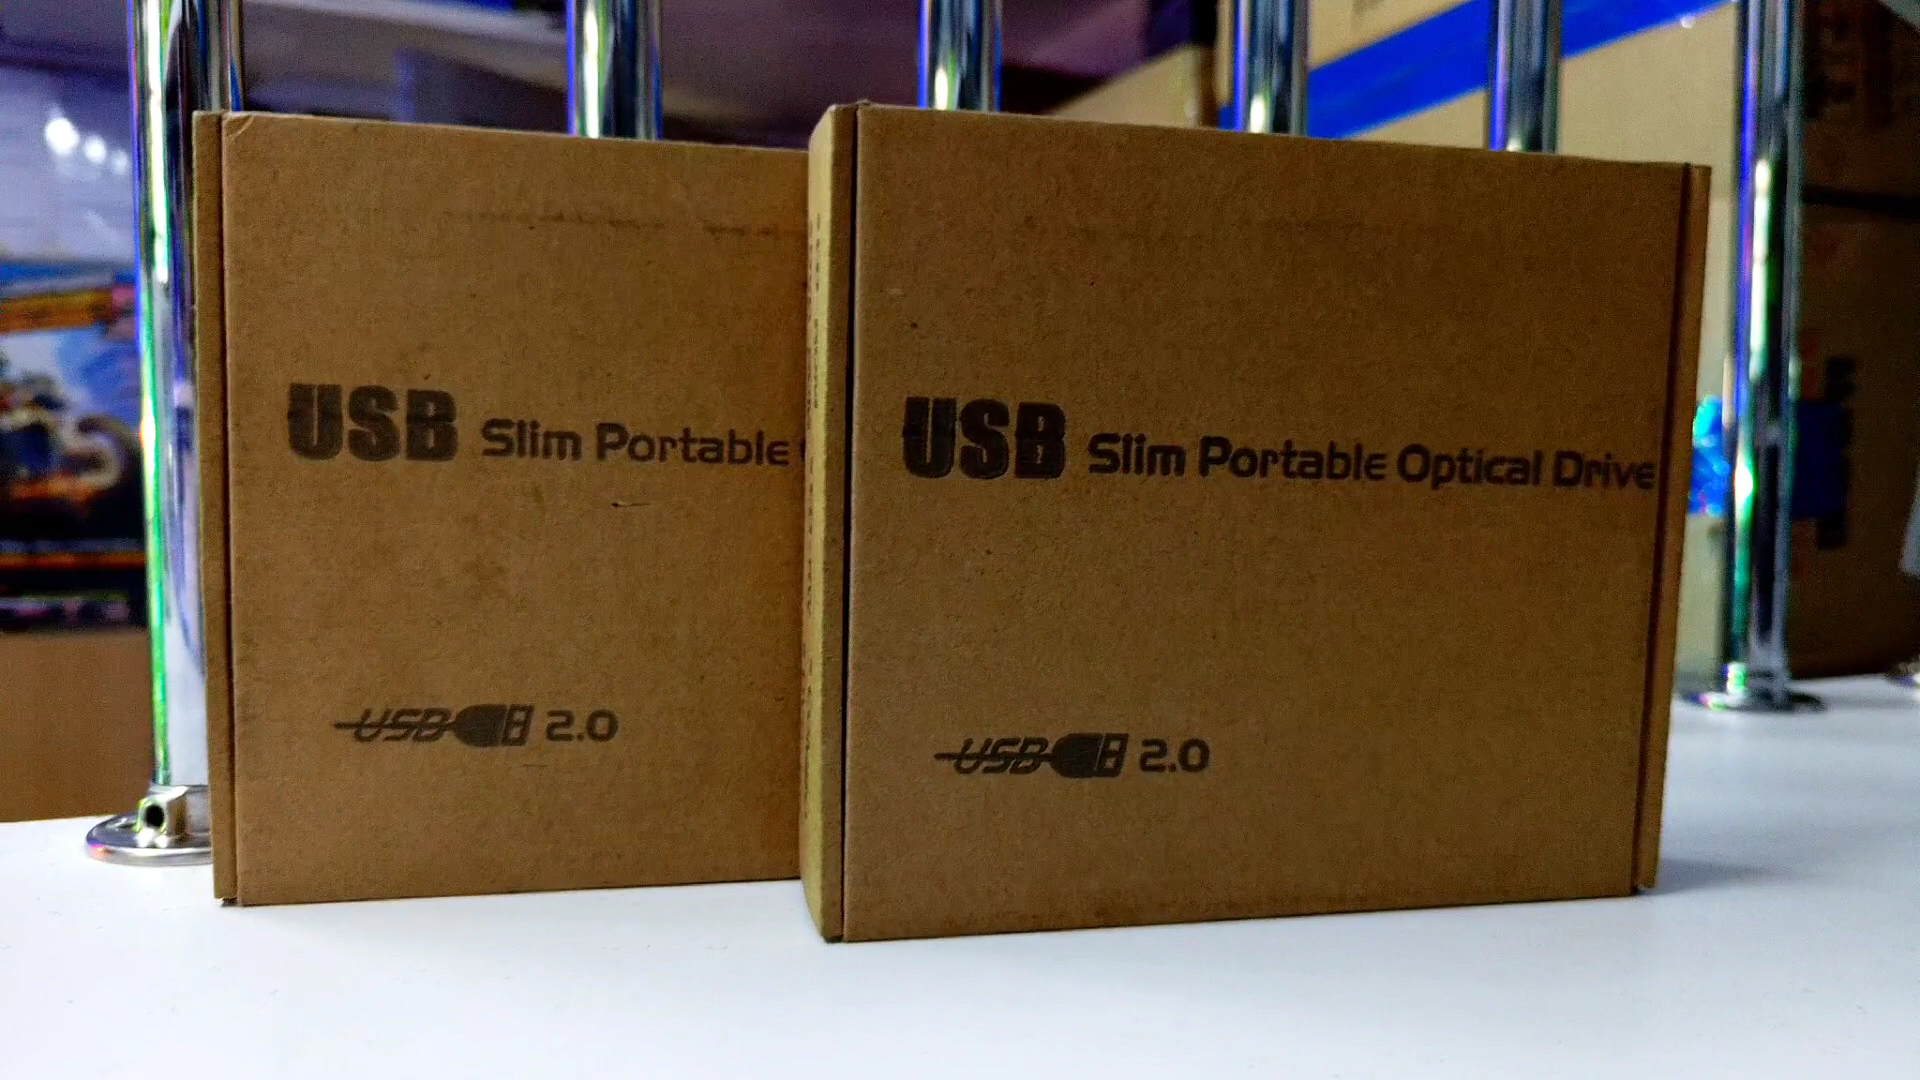 USB Slim Portable
USB 2.0
USB Slim Portable Optical Drive
USB 2.0